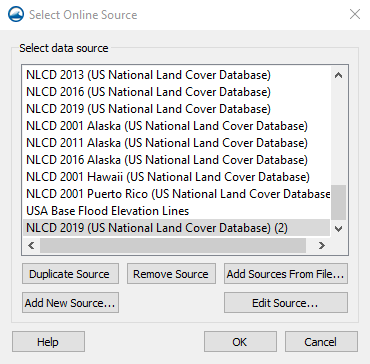 Select Online Source
Select data source
NLCD 2013 (US National Land Cover Database)
NLCD 2016 (US National Land Cover Database)
NLCD 2019 (US National Land Cover Database)
NLCD 2001 Alaska (US National Land Cover Database)
NLCD 2011 Alaska (US National Land Cover Database)
NLCD 2016 Alaska (US National Land Cover Database)
NLCD 2001 Hawaii (US National Land Cover Database)
NLCD 2001 Puerto Rico (US National Land Cover Database
USA Base Flood Elevation Lines
NLCD 2019 (US National Land Cover Database) (2)
Duplicate Source Remove Source Add Sources From File...
Add New Source... Edit Source...
Help OK Cancel